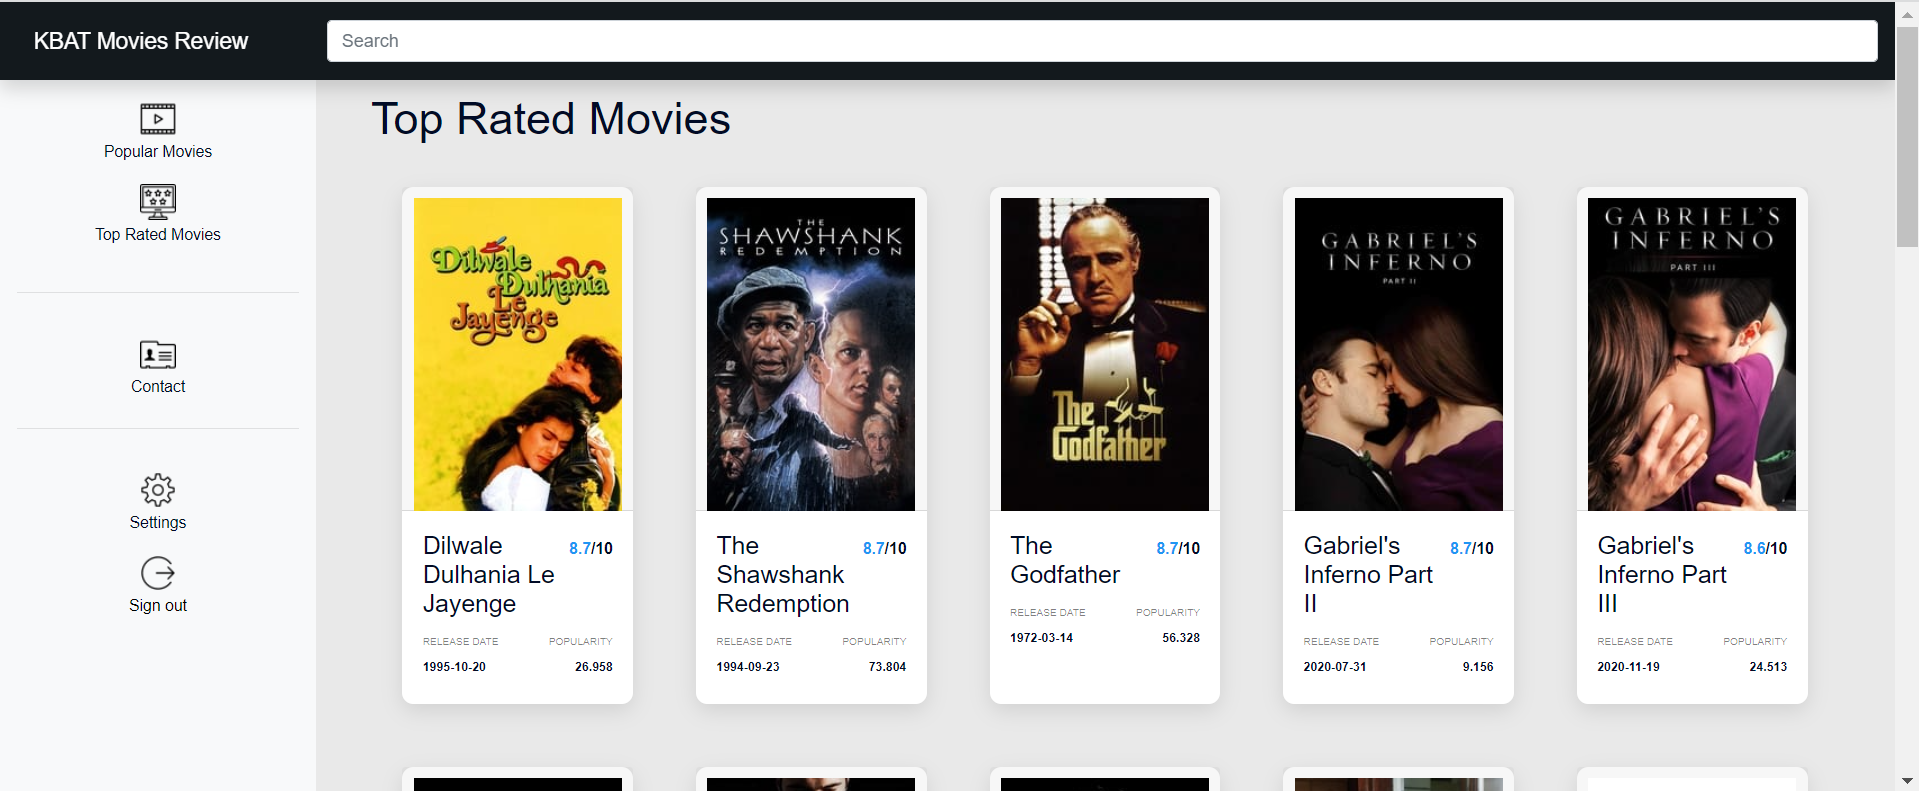 KBAT Movies Review
Search
Popular Movies
Top Rated Movies
Contact
Settings
Sign out
Top Rated Movies
Dilwale
Dulhania
Le
Jayenge
Dilwale
Dulhania Le
Jayenge
8.7/10
RELEASE DATE POPULARITY
1995-10-20 26.958
THE
SHAWSHANK
REDEMPTION
The
Shawshank
Redemption
8.7/10
RELEASE DATE POPULARITY
1994-09-23 73.804
The
Godfather
The
Godfather
8.7/10
RELEASE DATE POPULARITY
1972-03-14 56.328
GABRIEL'S
INFERNO
PART II
Gabriel's
Inferno Part
II
8.7/10
RELEASE DATE POPULARITY
2020-07-31 9.156
GABRIEL'S
INFERNO
PART III
Gabriel's
Inferno Part
III
8.6/10
RELEASE DATE POPULARITY
2020-11-19 24.513